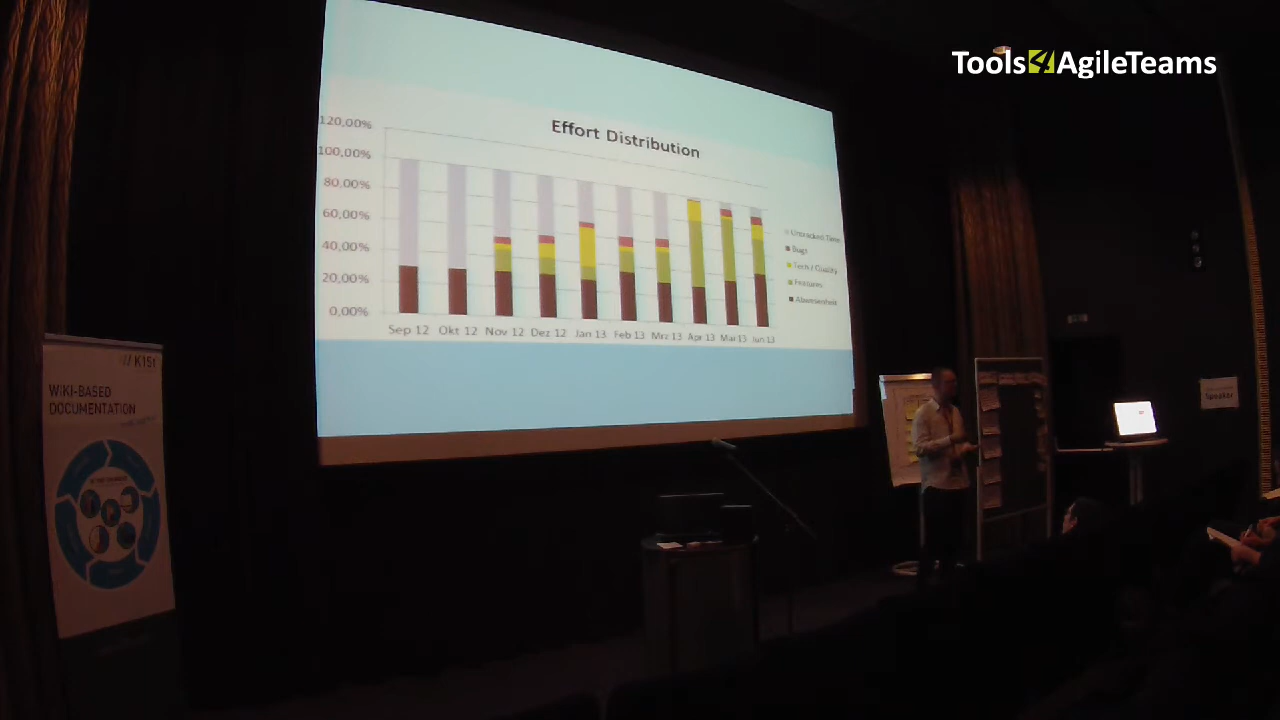 Tools4AgileTeams
Effort Distribution
120,00%
100,00%
80,00%
60,00%
40,00%
20,00%
0,00%
Sep 12 Okt 12 Nov 12 Dez 12 Jan 13 Feb 13 Mrz 13 Apr 13 Mai 13 Jun 13
Untracked Time
Bugs
Tech / Quality
Features
Abwesenheit
// K15t
WIKI-BASED
DOCUMENTATION
Speaker